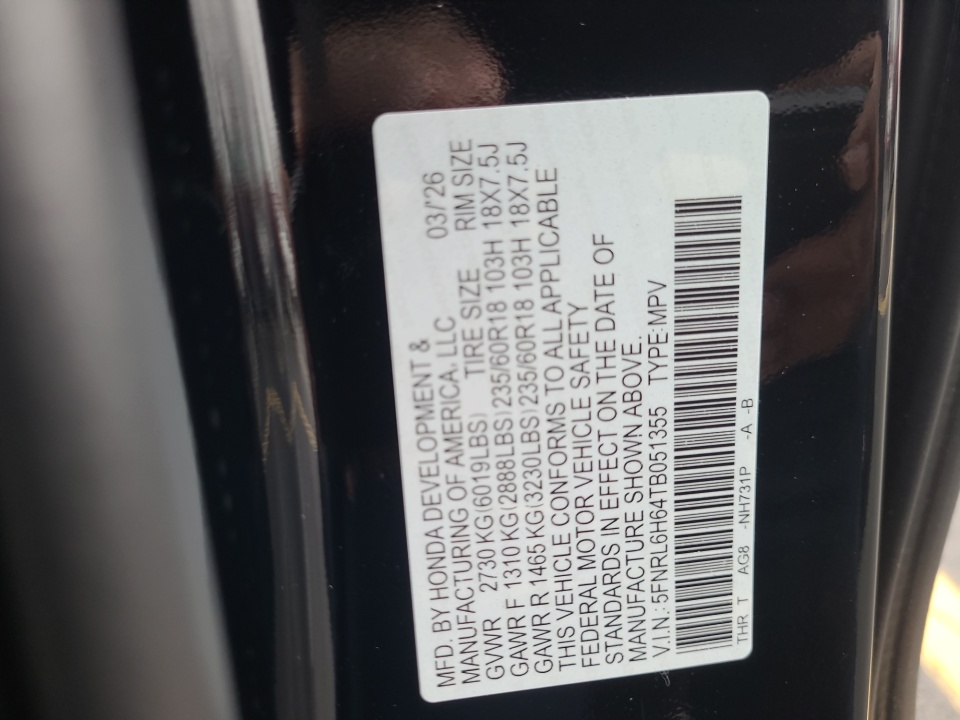 MFD. BY HONDA DEVELOPMENT &
MANUFACTURING OF AMERICA, LLC 03/'26
GVWR 2730 KG(6019LBS) TIRE SIZE RIM SIZE
GAWR F 1310 KG(2888LBS) 235/60R18 103H 18X7.5J
GAWR R 1465 KG(3230LBS) 235/60R18 103H 18X7.5J
THIS VEHICLE CONFORMS TO ALL APPLICABLE
FEDERAL MOTOR VEHICLE SAFETY
STANDARDS IN EFFECT ON THE DATE OF
MANUFACTURE SHOWN ABOVE.
V.I.N.: 5FNRL6H64TB051355 TYPE:MPV
THR T AG8 -NH731P -A -B